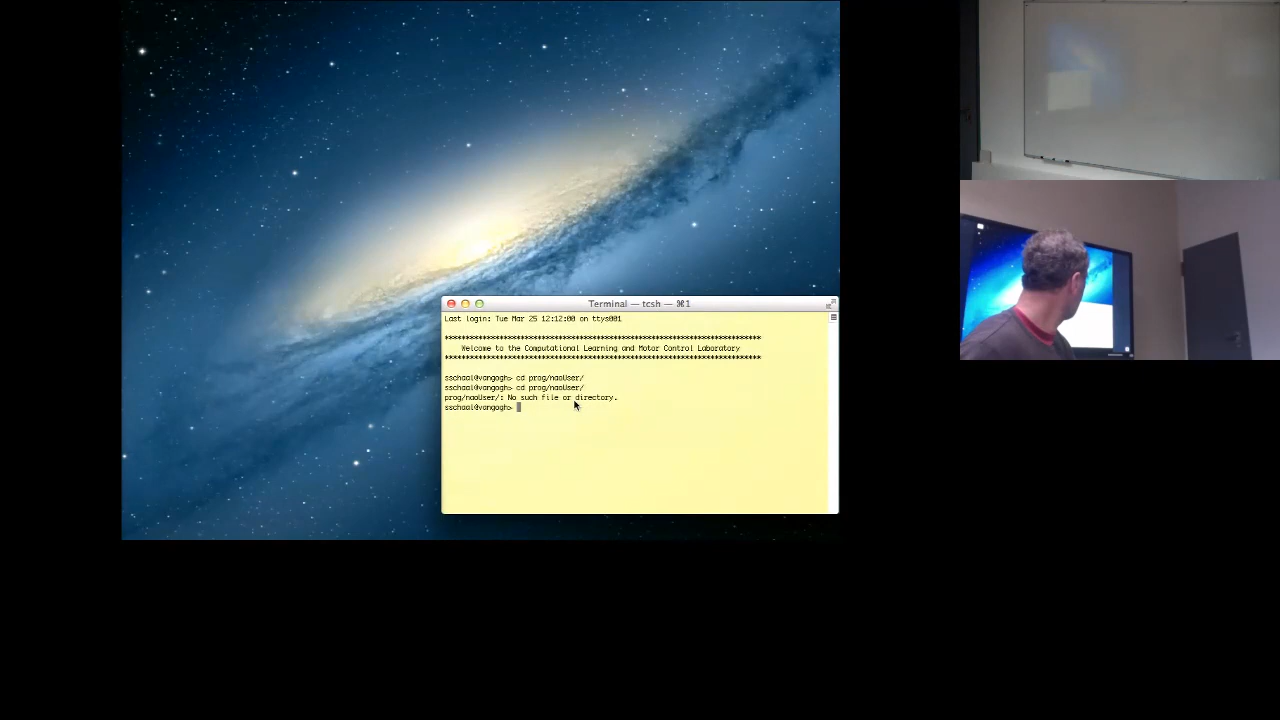 Terminal — tcsh — ⌘1
Last login: Tue Mar 25 12:12:00 on ttys001
*******************************************************************************
Welcome to the Computational Learning and Motor Control Laboratory
*******************************************************************************
sschaal@vangogh> cd prog/naoUser/
sschaal@vangogh> cd prog/naoUser/
prog/naoUser/: No such file or directory.
sschaal@vangogh>